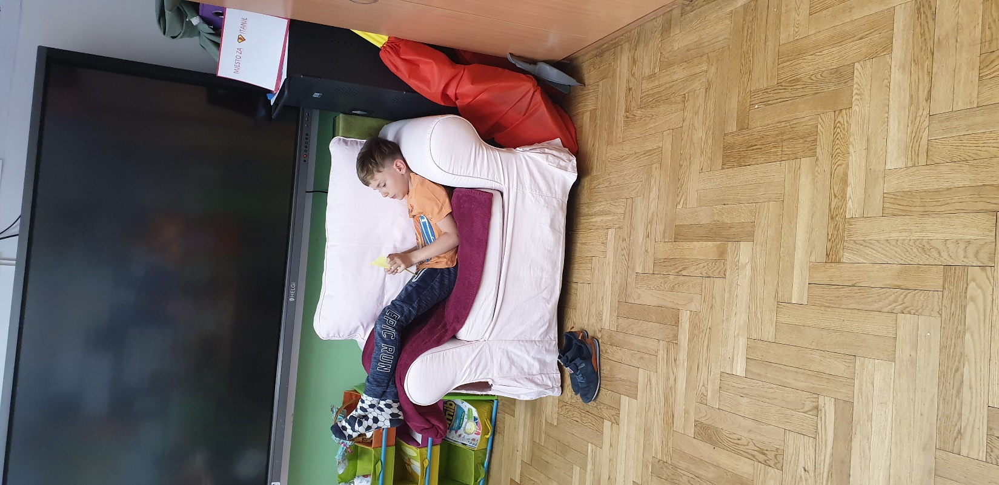 MJESTO ZA ITANJE
HELGI
EPIC RUN